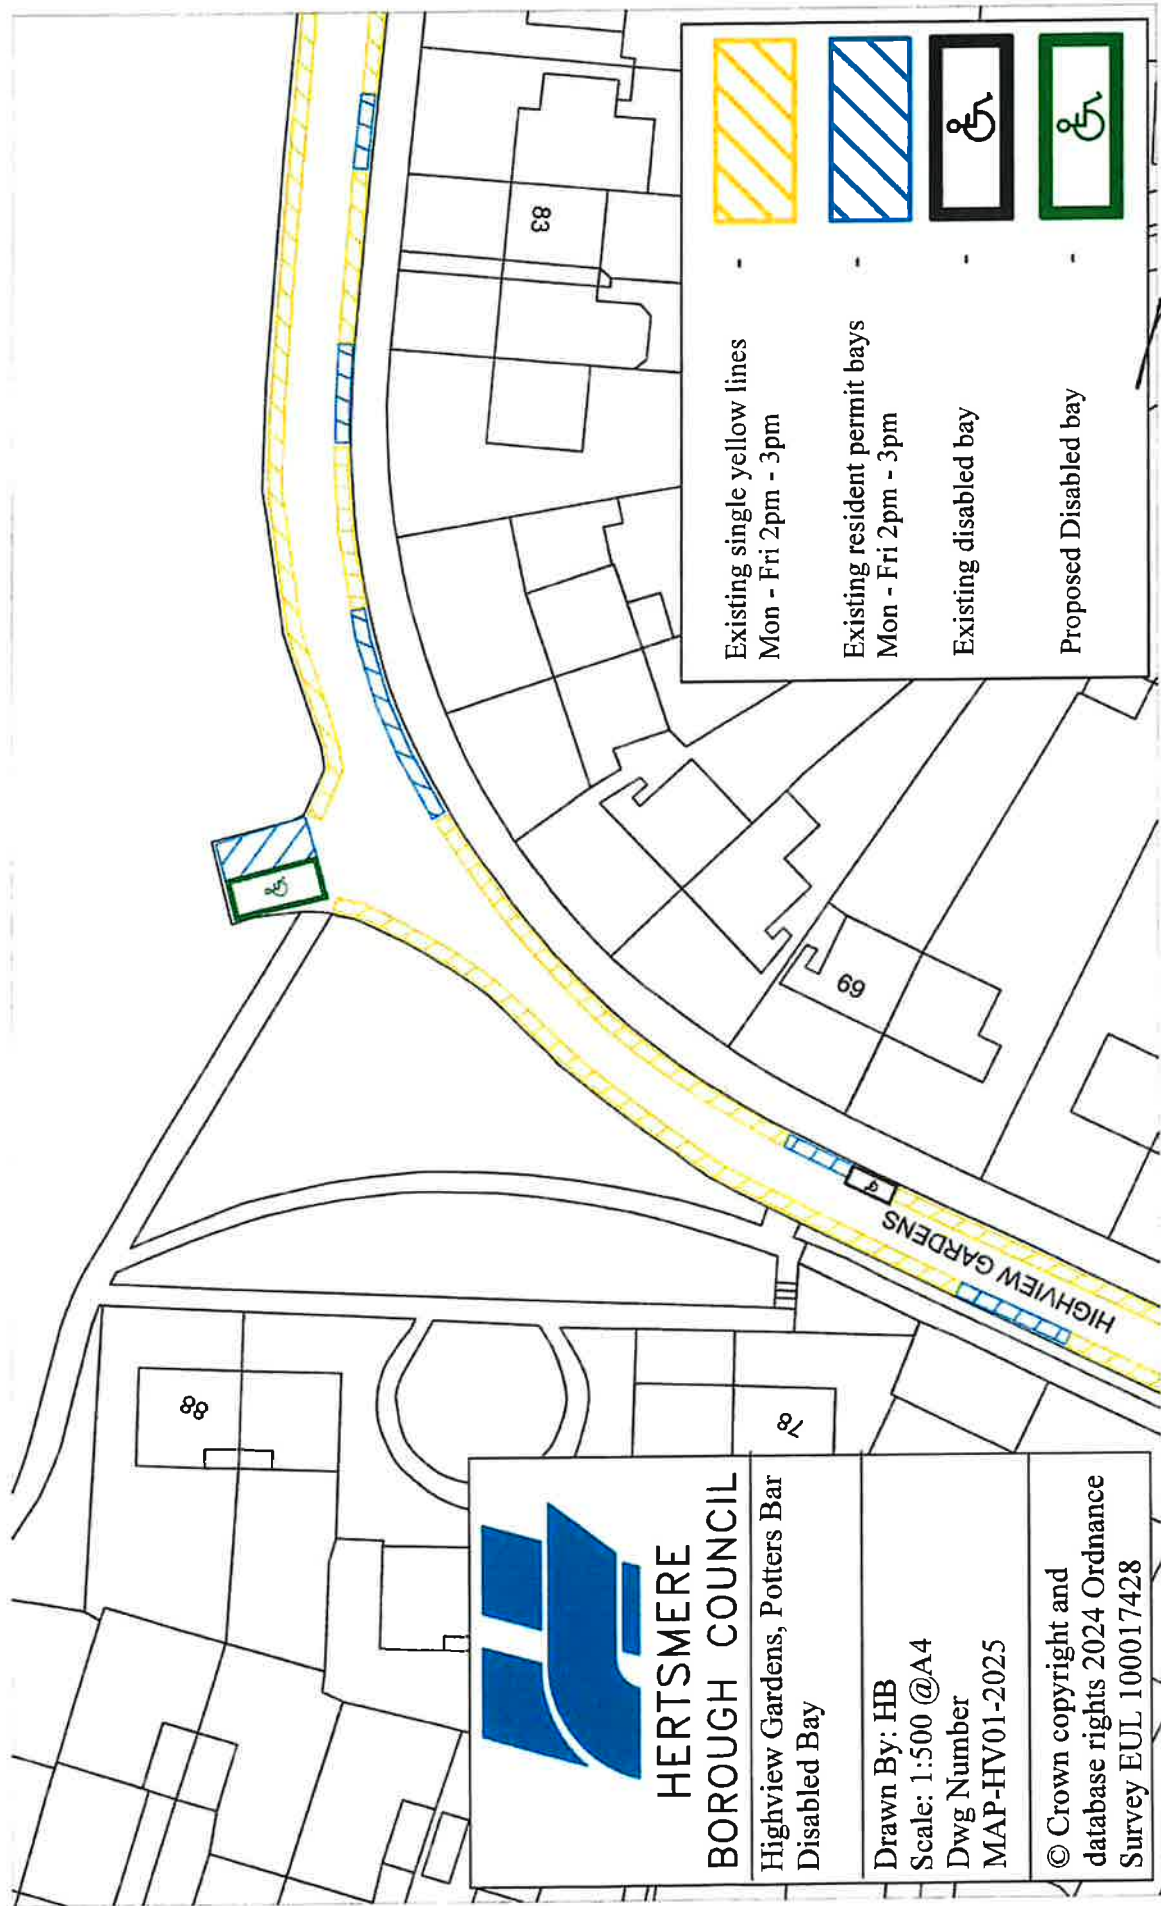 HERTSMERE
BOROUGH COUNCIL
Highview Gardens, Potters Bar
Disabled Bay
Drawn By: HB
Scale: 1:500 @A4
Dwg Number
MAP-HV01-2025
© Crown copyright and
database rights 2024 Ordnance
Survey EUL 100017428
88
78
HIGHVIEW GARDENS
69
83
Existing single yellow lines -
Mon - Fri 2pm - 3pm
Existing resident permit bays -
Mon - Fri 2pm - 3pm
Existing disabled bay -
Proposed Disabled bay -